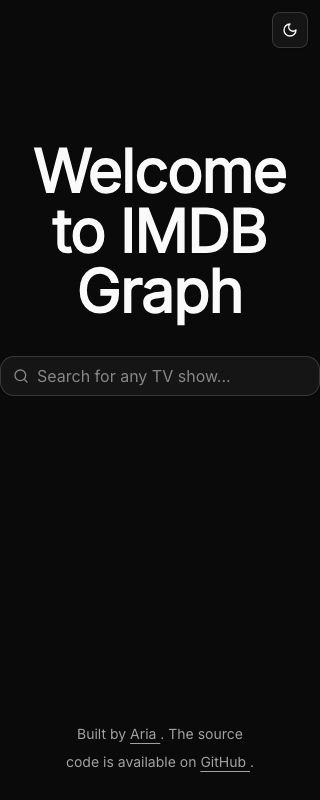 Welcome
to IMDB
Graph
Search for any TV show...
Built by Aria . The source
code is available on GitHub .